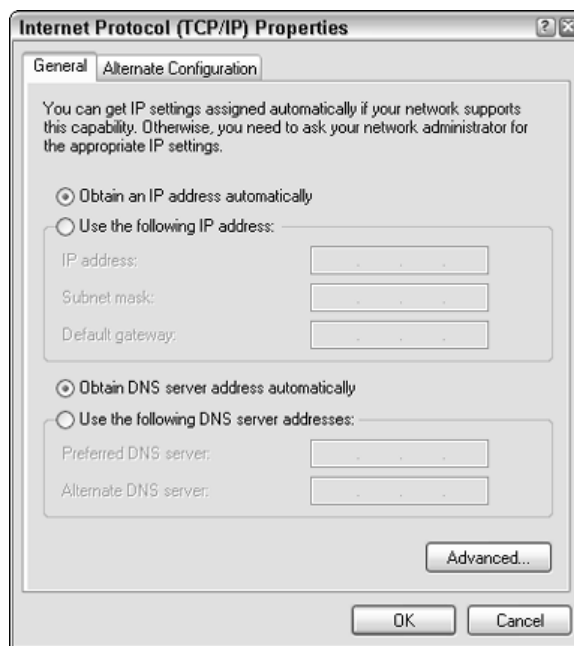 Internet Protocol (TCP/IP) Properties
General
Alternate Configuration
You can get IP settings assigned automatically if your network supports
this capability. Otherwise, you need to ask your network administrator for
the appropriate IP settings.
Obtain an IP address automatically
Use the following IP address:
IP address:
Subnet mask:
Default gateway:
Obtain DNS server address automatically
Use the following DNS server addresses:
Preferred DNS server:
Alternate DNS server:
Advanced...
OK
Cancel